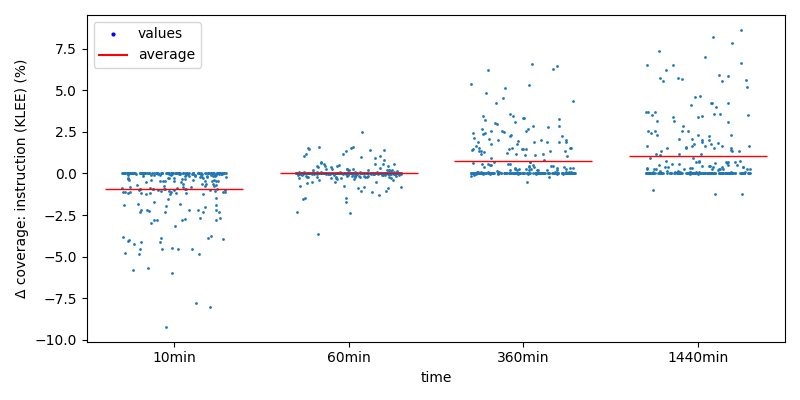 values
average
7.5
5.0
2.5
0.0
−2.5
−5.0
−7.5
−10.0
Δ coverage: instruction (KLEE) (%)
10min
60min
360min
1440min
time